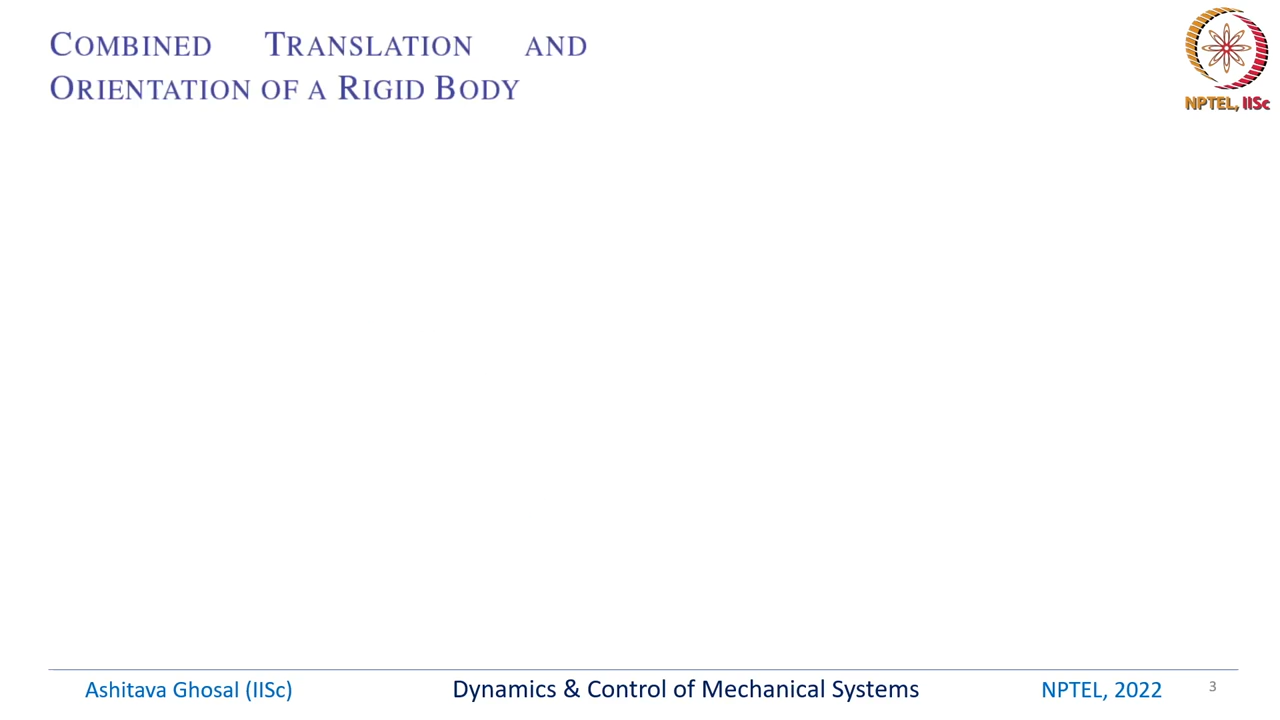 COMBINED TRANSLATION AND
ORIENTATION OF A RIGID BODY
NPTEL, IISc
Ashitava Ghosal (IISc) Dynamics & Control of Mechanical Systems NPTEL, 2022 3